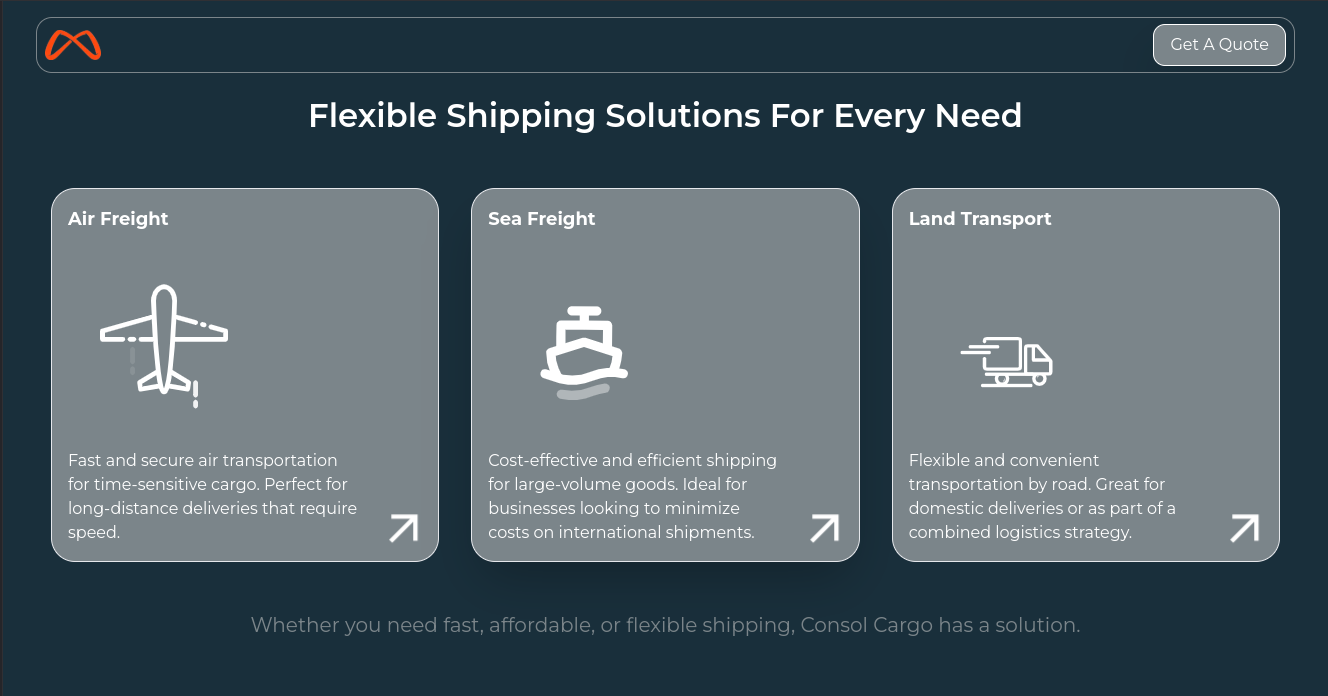 Get A Quote
Flexible Shipping Solutions For Every Need
Air Freight
Fast and secure air transportation
for time-sensitive cargo. Perfect for
long-distance deliveries that require
speed.
Sea Freight
Cost-effective and efficient shipping
for large-volume goods. Ideal for
businesses looking to minimize
costs on international shipments.
Land Transport
Flexible and convenient
transportation by road. Great for
domestic deliveries or as part of a
combined logistics strategy.
Whether you need fast, affordable, or flexible shipping, Consol Cargo has a solution.